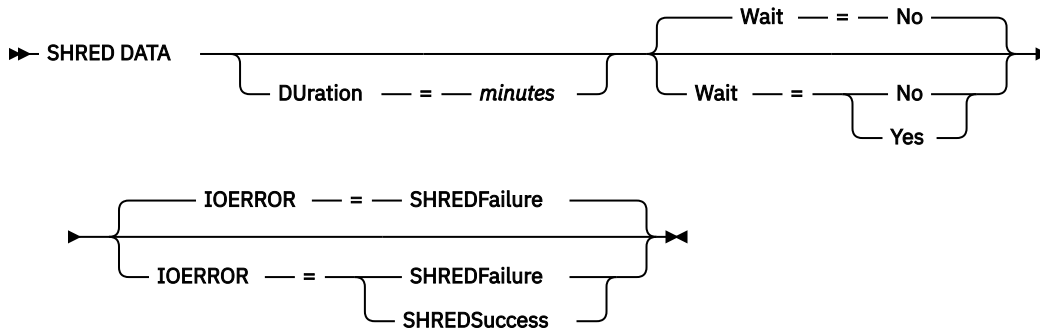 Wait = No
SHRED DATA
DUration = minutes Wait = No
Yes
IOERROR = SHREDFailure
IOERROR = SHREDFailure
SHREDSuccess